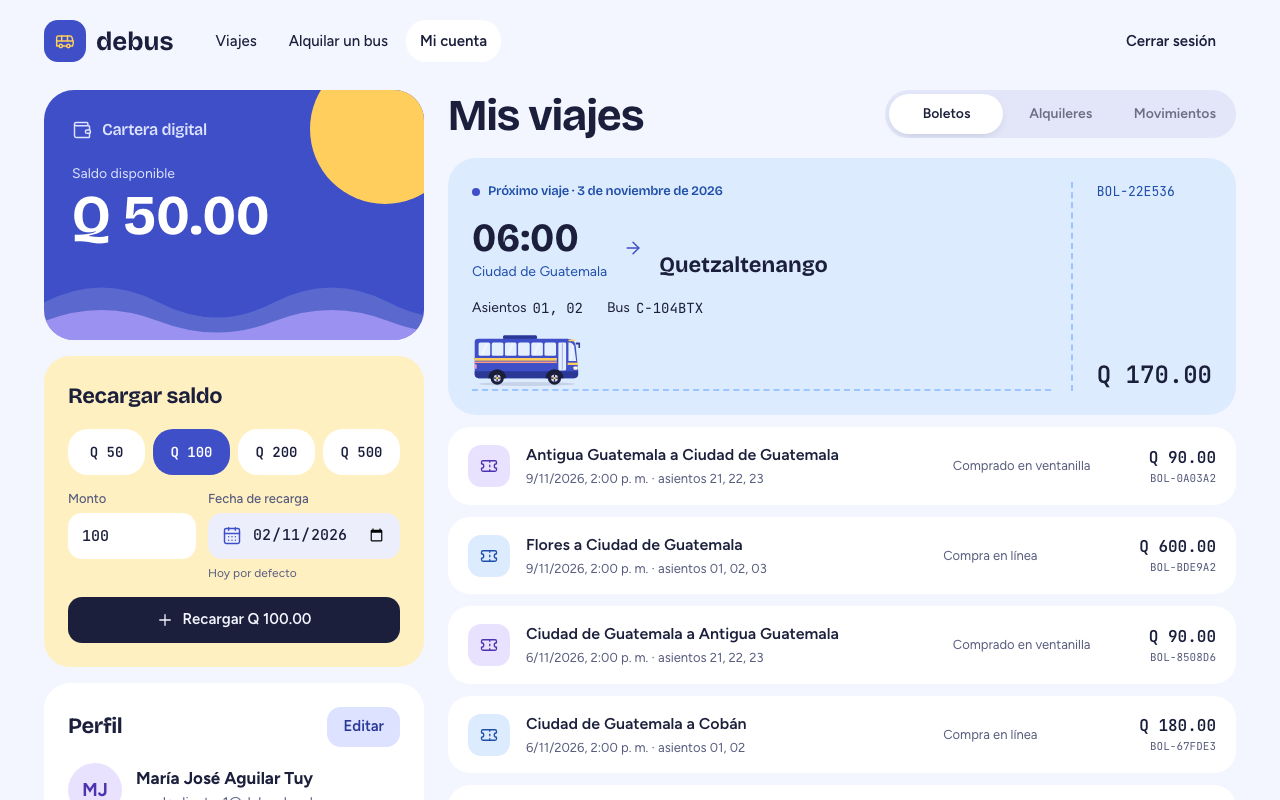 debus
Viajes
Alquilar un bus
Mi cuenta
Cerrar sesión
Cartera digital
Saldo disponible
Q 50.00
Recargar saldo
Q 50
Q 100
Q 200
Q 500
Monto
Fecha de recarga
100
02/11/2026
Hoy por defecto
Recargar Q 100.00
Perfil
Editar
MJ
María José Aguilar Tuy
Mis viajes
Boletos
Alquileres
Movimientos
Próximo viaje · 3 de noviembre de 2026
BOL-22E536
06:00
Ciudad de Guatemala
Quetzaltenango
Asientos 01, 02
Bus C-104BTX
Q 170.00
Antigua Guatemala a Ciudad de Guatemala
9/11/2026, 2:00 p. m. · asientos 21, 22, 23
Comprado en ventanilla
Q 90.00
BOL-0A03A2
Flores a Ciudad de Guatemala
9/11/2026, 2:00 p. m. · asientos 01, 02, 03
Compra en línea
Q 600.00
BOL-BDE9A2
Ciudad de Guatemala a Antigua Guatemala
6/11/2026, 2:00 p. m. · asientos 21, 22, 23
Comprado en ventanilla
Q 90.00
BOL-8508D6
Ciudad de Guatemala a Cobán
6/11/2026, 2:00 p. m. · asientos 01, 02
Compra en línea
Q 180.00
BOL-67FDE3